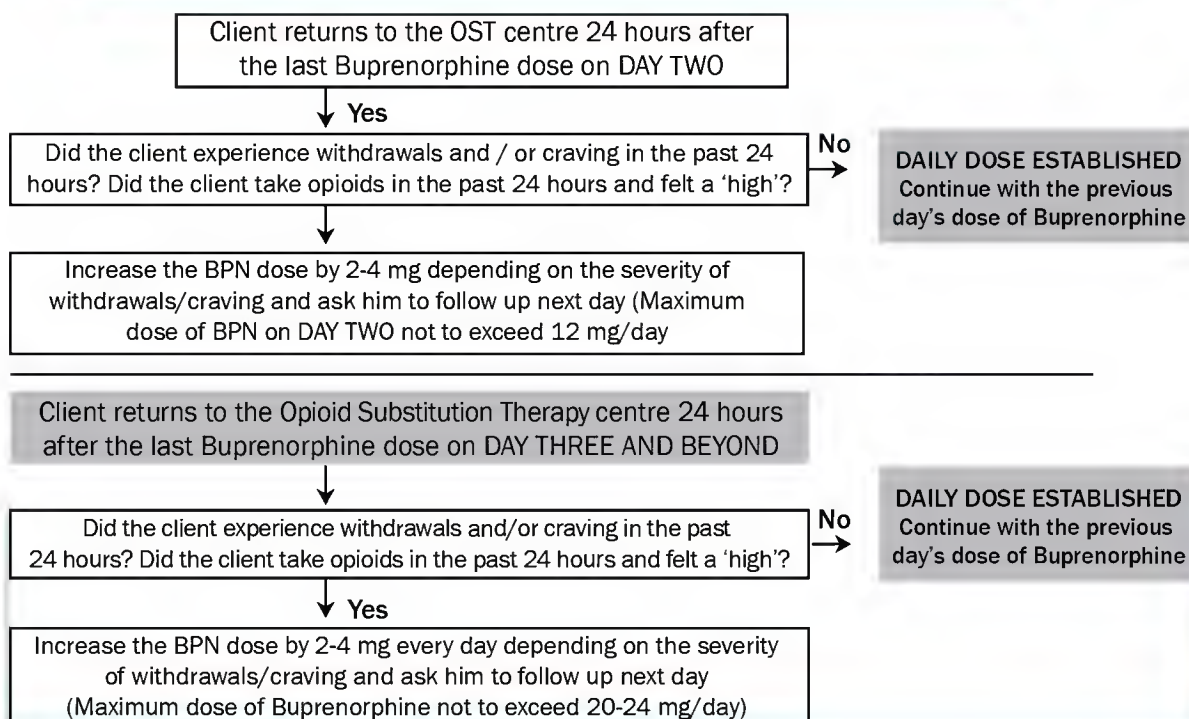 Client returns to the OST centre 24 hours after
the last Buprenorphine dose on DAY TWO
Yes
Did the client experience withdrawals and / or craving in the past 24
hours? Did the client take opioids in the past 24 hours and felt a ‘high’?
No
DAILY DOSE ESTABLISHED
Continue with the previous
day's dose of Buprenorphine
Increase the BPN dose by 2-4 mg depending on the severity of
withdrawals/craving and ask him to follow up next day (Maximum
dose of BPN on DAY TWO not to exceed 12 mg/day
Client returns to the Opioid Substitution Therapy centre 24 hours
after the last Buprenorphine dose on DAY THREE AND BEYOND
Did the client experience withdrawals and/or craving in the past
24 hours? Did the client take opioids in the past 24 hours and felt a ‘high’?
No
DAILY DOSE ESTABLISHED
Continue with the previous
day's dose of Buprenorphine
Yes
Increase the BPN dose by 2-4 mg every day depending on the severity
of withdrawals/craving and ask him to follow up next day
(Maximum dose of Buprenorphine not to exceed 20-24 mg/day)